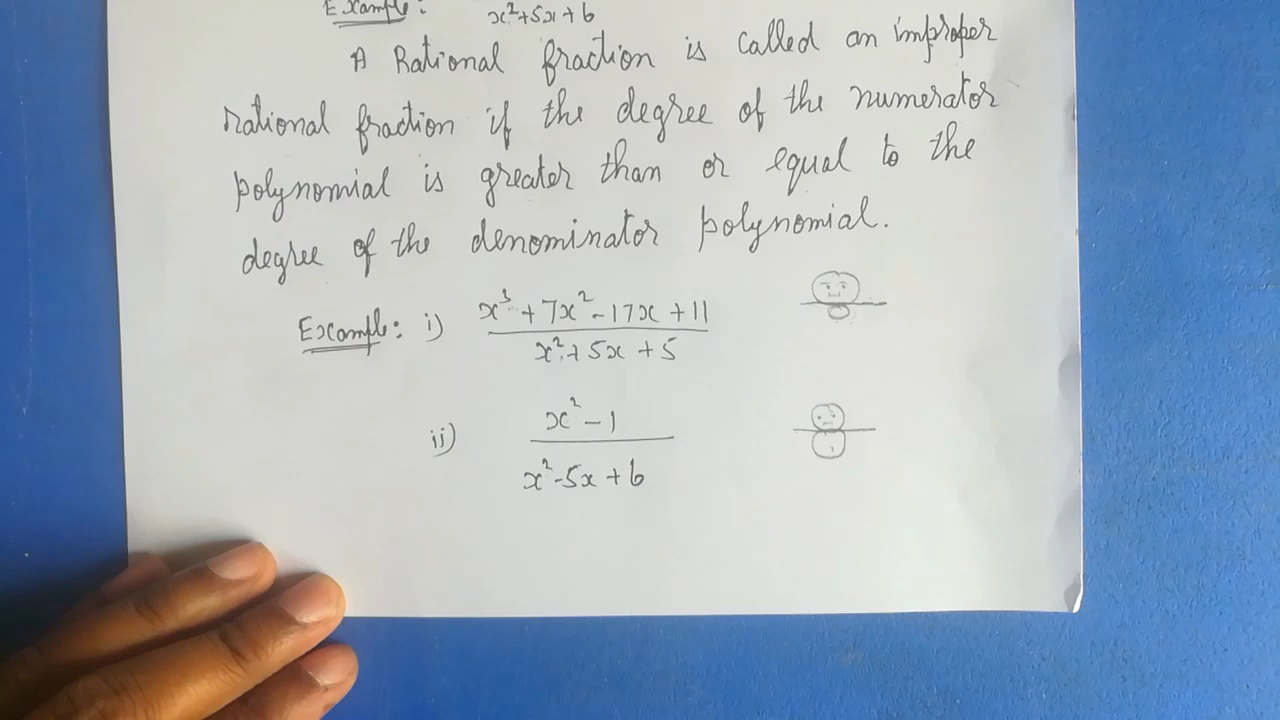 Example:
x²+5x+6
A Rational fraction is called an improper
rational fraction if the degree of the numerator
polynomial is greater than or equal to the
degree of the denominator polynomial.
Example: i) x³+7x²-17x+11
x²+5x+5
ii) x²-1
x²-5x+6